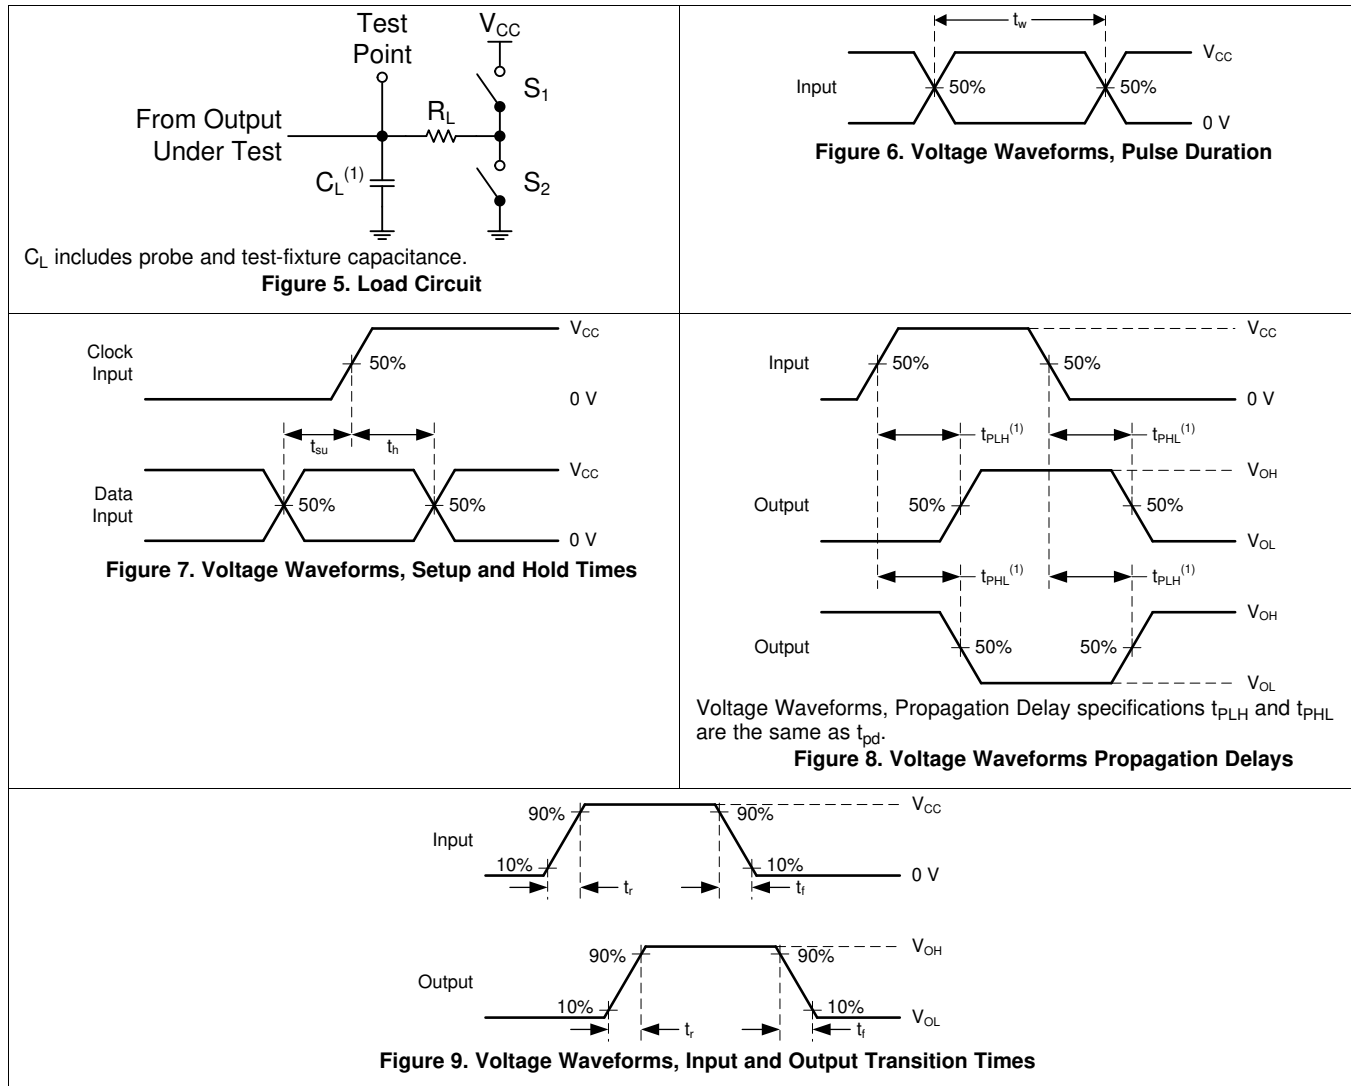 Test
Point
V_CC
S_1
From Output
Under Test
R_L
C_L^(1)
S_2
C_L includes probe and test-fixture capacitance.
Figure 5. Load Circuit
t_w
V_CC
Input
50%
50%
0 V
Figure 6. Voltage Waveforms, Pulse Duration
V_CC
Clock
Input
50%
0 V
t_su
t_h
V_CC
Data
Input
50%
50%
0 V
Figure 7. Voltage Waveforms, Setup and Hold Times
V_CC
Input
50%
50%
0 V
t_PLH^(1)
t_PHL^(1)
V_OH
Output
50%
50%
V_OL
t_PHL^(1)
t_PLH^(1)
V_OH
Output
50%
50%
V_OL
Voltage Waveforms, Propagation Delay specifications t_PLH and t_PHL
are the same as t_pd.
Figure 8. Voltage Waveforms Propagation Delays
V_CC
90%
90%
Input
10%
10%
0 V
t_r
t_f
V_OH
90%
90%
Output
10%
10%
V_OL
t_r
t_f
Figure 9. Voltage Waveforms, Input and Output Transition Times